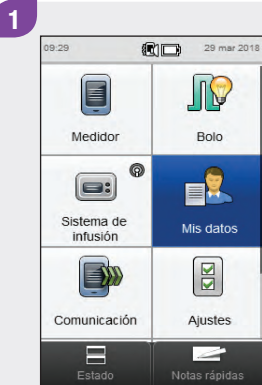 1
09:29
29 mar 2018
Medidor
Bolo
Sistema de
infusión
Mis datos
Comunicación
Ajustes
Estado
Notas rápidas